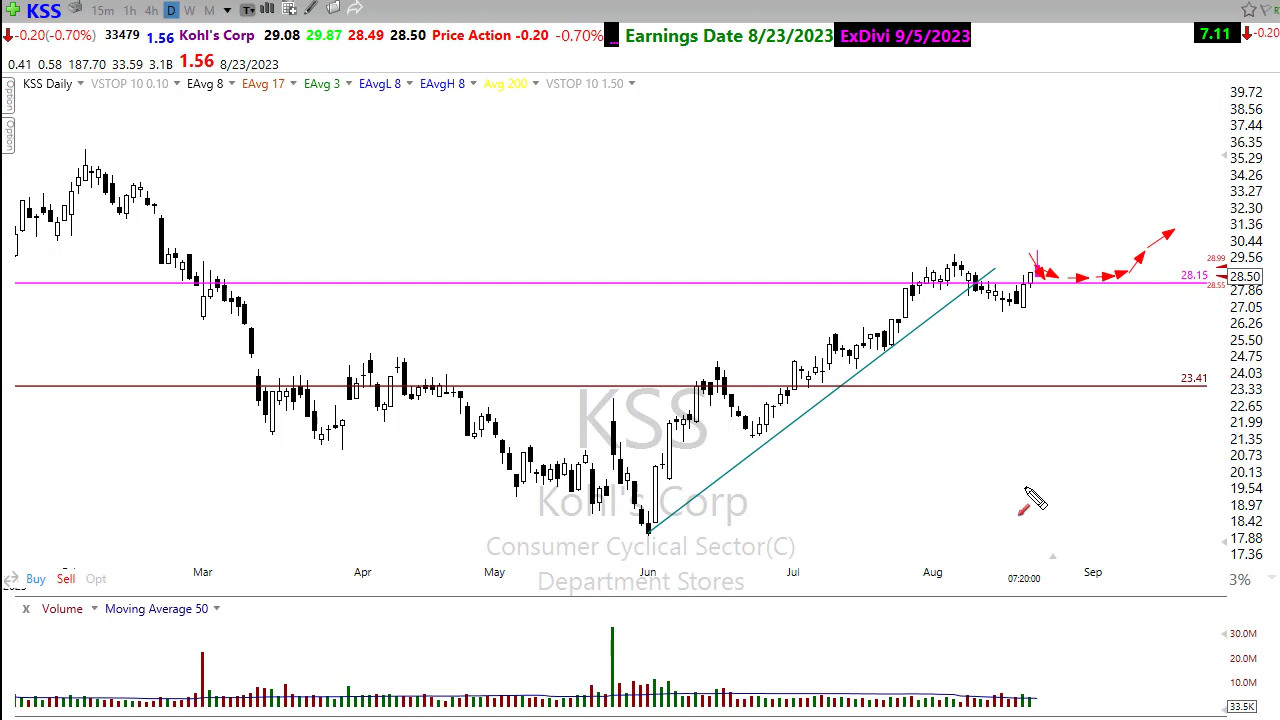 KSS 15m 1h 4h D W M T
-0.20(-0.70%) 33479 1.56 Kohl's Corp 29.08 29.87 28.49 28.50 Price Action -0.20 -0.70% ... Earnings Date 8/23/2023 ExDivi 9/5/2023 7.11 -0.20
0.41 0.58 187.70 33.59 3.1B 1.56 8/23/2023
Option
Option
KSS Daily VSTOP 10 0.10 EAvg 8 EAvg 17 EAvg 3 EAvgL 8 EAvgH 8 Avg 200 VSTOP 10 1.50
39.72
38.56
37.44
36.35
35.29
34.26
33.27
32.30
31.36
30.44
29.56
28.99
28.15
28.50
28.55
27.86
27.05
26.26
25.50
24.75
24.03
23.41
23.33
22.65
21.99
21.35
20.73
20.13
19.54
18.97
18.42
17.88
17.36
KSS
Kohl's Corp
Consumer Cyclical Sector(C)
Department Stores
Mar Apr May Jun Jul Aug Sep
07:20:00
Buy Sell Opt
3%
x Volume Moving Average 50
30.0M
20.0M
10.0M
33.5K